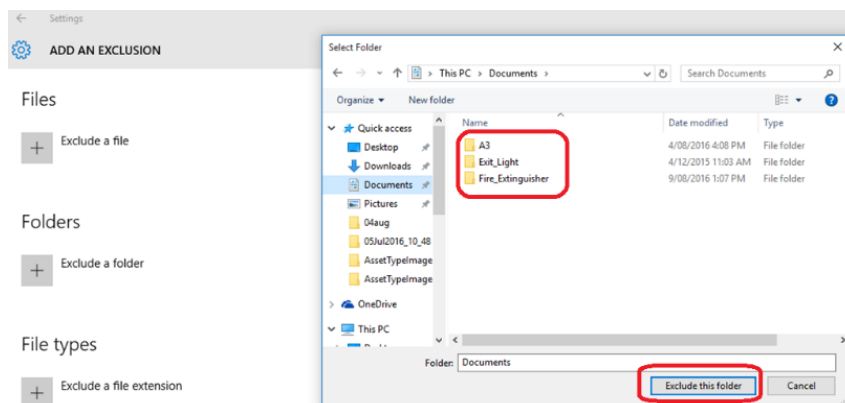 Settings
ADD AN EXCLUSION
Files
Exclude a file
Folders
Exclude a folder
File types
Exclude a file extension
Select Folder
This PC > Documents >
Search Documents
Organize
New folder
Quick access
Desktop
Downloads
Documents
Pictures
04aug
05Jul2016_10_48
AssetTypeImage
AssetTypeImage
OneDrive
This PC
Name Date modified Type
A3 4/08/2016 4:08 PM File folder
Exit_Light 4/12/2015 11:03 AM File folder
Fire_Extinguisher 9/08/2016 1:07 PM File folder
Folder: Documents
Exclude this folder Cancel